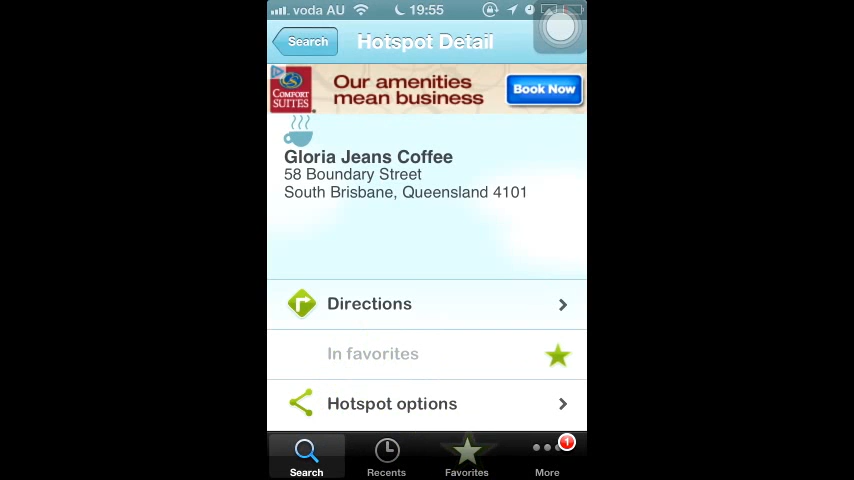 voda AU 19:55
Search Hotspot Detail
COMFORT SUITES Our amenities mean business Book Now
Gloria Jeans Coffee
58 Boundary Street
South Brisbane, Queensland 4101
Directions
In favorites
Hotspot options
1
Search Recents Favorites More